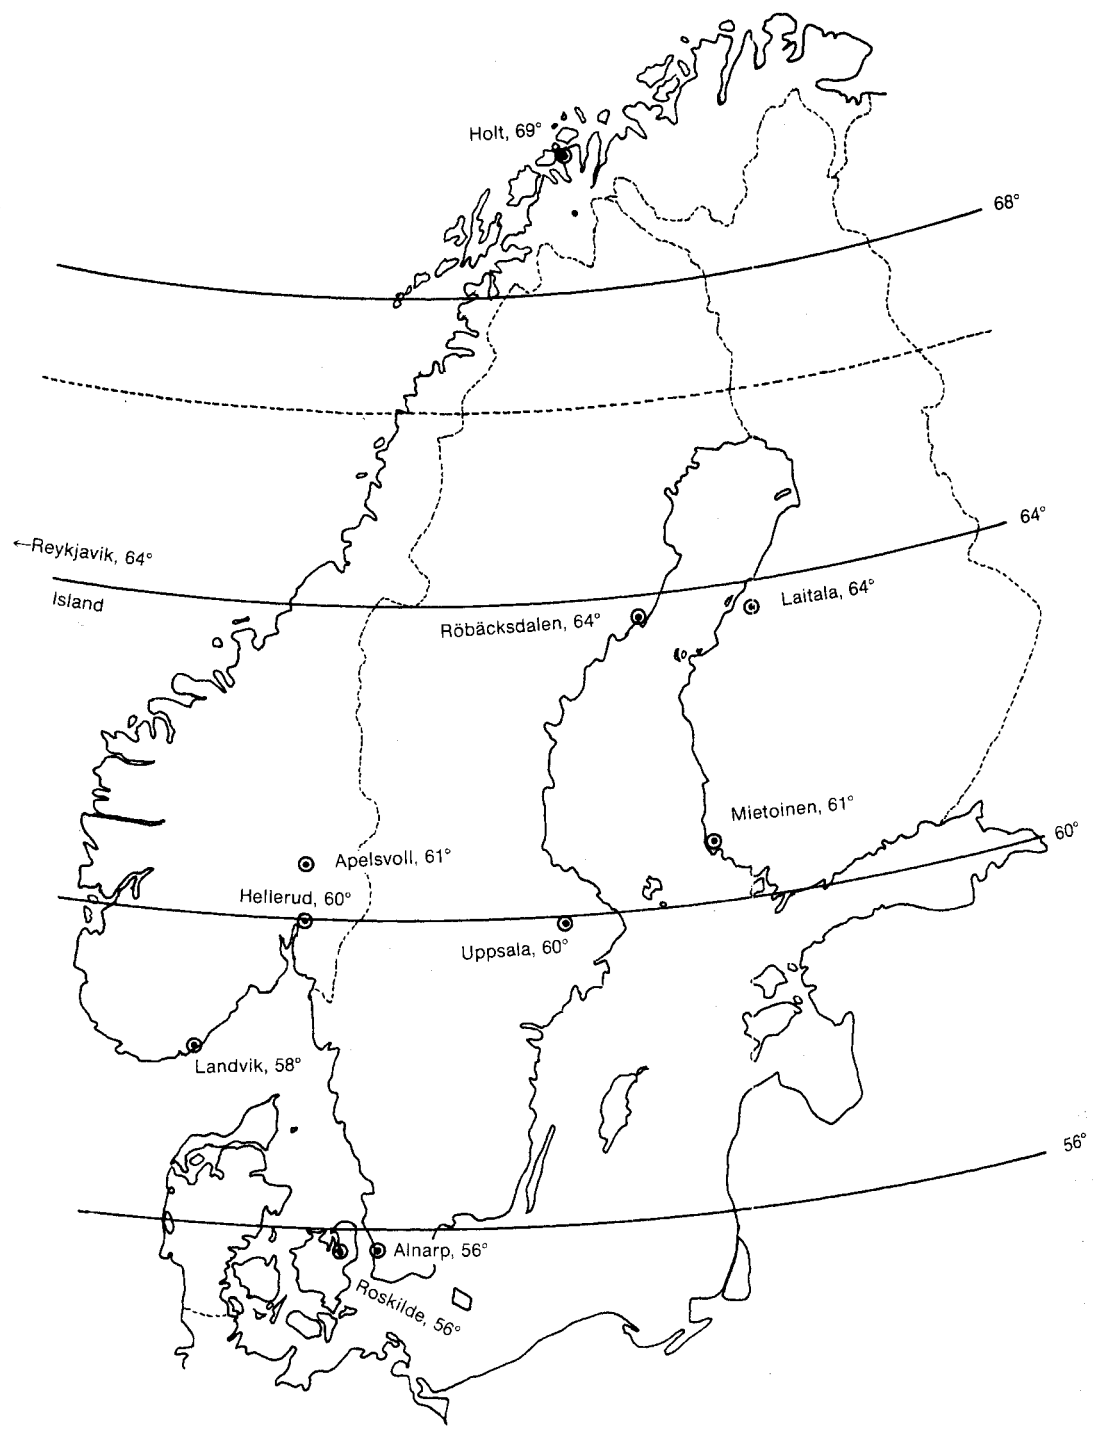 Holt, 69°
68°
64°
←Reykjavik, 64°
Island
Laitala, 64°
Röbäcksdalen, 64°
Mietoinen, 61°
60°
Apelsvoll, 61°
Hellerud, 60°
Uppsala, 60°
Landvik, 58°
56°
Alnarp, 56°
Roskilde, 56°